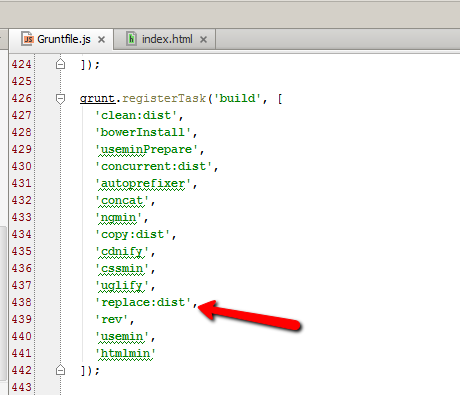 Gruntfile.js × index.html ×
424 ]);
425
426 grunt.registerTask('build', [
427 'clean:dist',
428 'bowerInstall',
429 'useminPrepare',
430 'concurrent:dist',
431 'autoprefixer',
432 'concat',
433 'ngmin',
434 'copy:dist',
435 'cdnify',
436 'cssmin',
437 'uglify',
438 'replace:dist',
439 'rev',
440 'usemin',
441 'htmlmin'
442 ]);
443